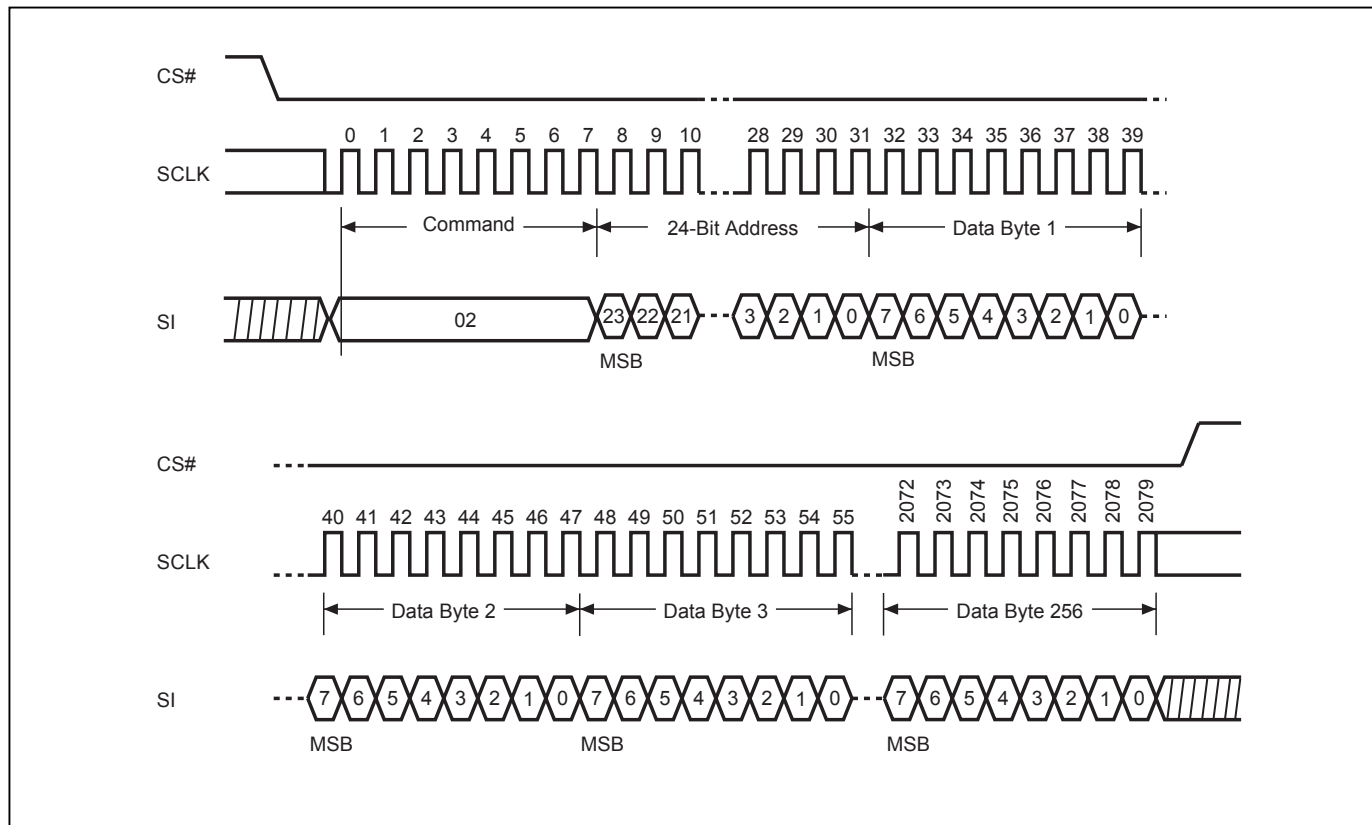 CS#
0 1 2 3 4 5 6 7 8 9 10 28 29 30 31 32 33 34 35 36 37 38 39
SCLK
Command 24-Bit Address Data Byte 1
SI 02 23 22 21 3 2 1 0 7 6 5 4 3 2 1 0
MSB MSB
CS#
2072 2073 2074 2075 2076 2077 2078 2079
40 41 42 43 44 45 46 47 48 49 50 51 52 53 54 55
SCLK
Data Byte 2 Data Byte 3 Data Byte 256
SI 7 6 5 4 3 2 1 0 7 6 5 4 3 2 1 0 7 6 5 4 3 2 1 0
MSB MSB MSB